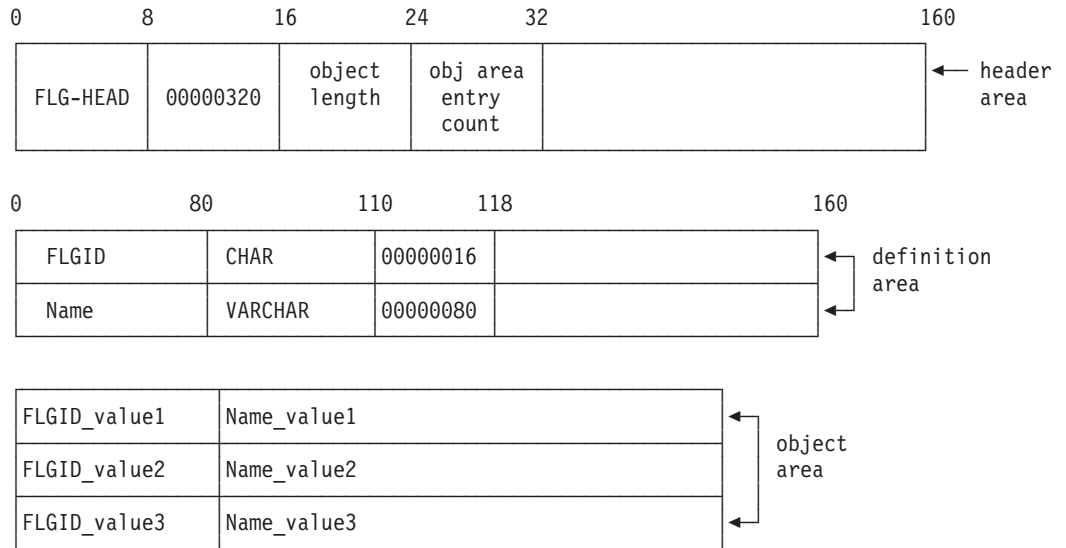 0 8 16 24 32 160
FLG-HEAD 00000320 object length obj area entry count header area
0 80 110 118 160
FLGID CHAR 00000016 definition area
Name VARCHAR 00000080
FLGID_value1 Name_value1
object area
FLGID_value2 Name_value2
FLGID_value3 Name_value3